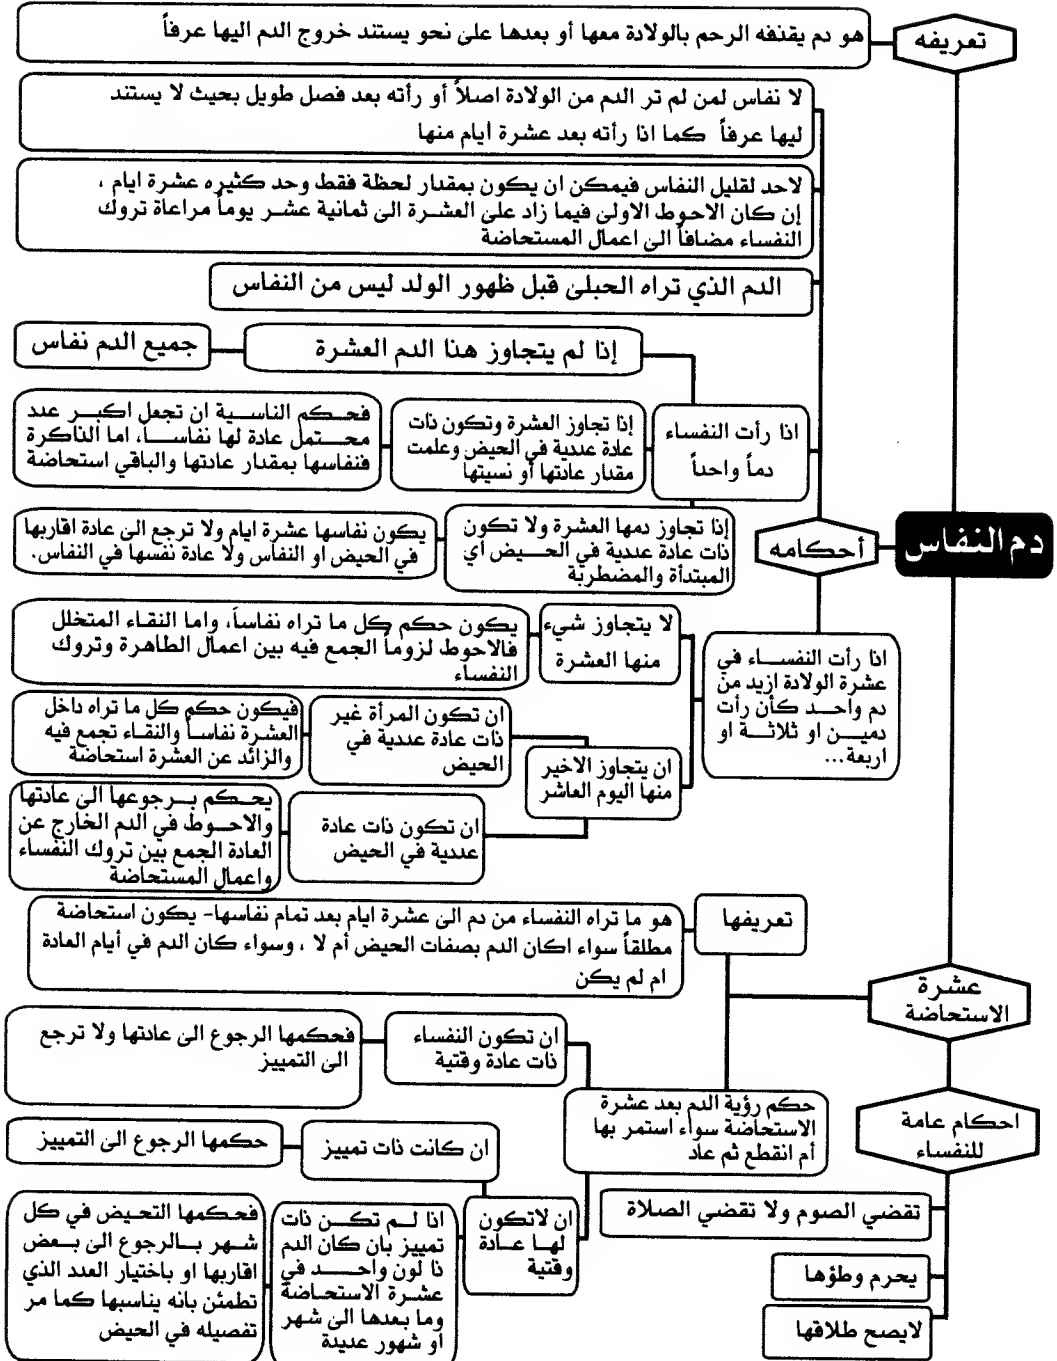 دم النفاس
تعريفه
هو دم يقذفه الرحم بالولادة معها أو بعدها على نحو يستند خروج الدم اليها عرفاً
أحكامه
لا نفاس لمن لم تر الدم من الولادة اصلاً أو رأته بعد فصل طويل بحيث لا يستند
ليها عرفاً كما اذا رأته بعد عشرة ايام منها
لاحد لقليل النفاس فيمكن ان يكون بمقدار لحظة فقط وحد كثيره عشرة ايام ،
إن كان الاحوط الاولى فيما زاد على العشرة الى ثمانية عشر يوماً مراعاة تروك
النفساء مضافاً الى اعمال المستحاضة
الدم الذي تراه الحبلى قبل ظهور الولد ليس من النفاس
اذا رأت النفساء
دماً واحداً
إذا لم يتجاوز هذا الدم العشرة
جميع الدم نفاس
إذا تجاوز العشرة وتكون ذات
عادة عددية في الحيض وعلمت
مقدار عادتها أو نسيتها
فحكم الناسية ان تجعل اكبر عدد
محتمل عادة لها نفاساً، اما الذاكرة
فنفاسها بمقدار عادتها والباقي استحاضة
إذا تجاوز دمها العشرة ولا تكون
ذات عادة عددية في الحيض أي
المبتدأة والمضطربة
يكون نفاسها عشرة ايام ولا ترجع الى عادة اقاربها
في الحيض او النفاس ولا عادة نفسها في النفاس.
اذا رأت النفساء في
عشرة الولادة ازيد من
دم واحد كأن رأت
دمين او ثلاثة او
اربعة...
لا يتجاوز شيء
منها العشرة
يكون حكم كل ما تراه نفاساً، واما النقاء المتخلل
فالاحوط لزوماً الجمع فيه بين اعمال الطاهرة وتروك
النفساء
ان يتجاوز الاخير
منها اليوم العاشر
ان تكون المرأة غير
ذات عادة عددية في
الحيض
فيكون حكم كل ما تراه داخل
العشرة نفاساً والنقاء تجمع فيه
والزائد عن العشرة استحاضة
ان تكون ذات عادة
عددية في الحيض
يحكم برجوعها الى عادتها
والاحوط في الدم الخارج عن
العادة الجمع بين تروك النفساء
واعمال المستحاضة
عشرة
الاستحاضة
تعريفها
هو ما تراه النفساء من دم الى عشرة ايام بعد تمام نفاسها- يكون استحاضة
مطلقاً سواء اكان الدم بصفات الحيض أم لا ، وسواء كان الدم في أيام العادة
ام لم يكن
حكم رؤية الدم بعد عشرة
الاستحاضة سواء استمر بها
أم انقطع ثم عاد
ان تكون النفساء
ذات عادة وقتية
فحكمها الرجوع الى عادتها ولا ترجع
الى التمييز
ان لاتكون
لها عادة
وقتية
ان كانت ذات تمييز
حكمها الرجوع الى التمييز
اذا لم تكن ذات
تمييز بان كان الدم
ذا لون واحد في
عشرة الاستحاضة
وما بعدها الى شهر
او شهور عديدة
فحكمها التحيض في كل
شهر بالرجوع الى بعض
اقاربها او باختيار العدد الذي
تطمئن بانه يناسبها كما مر
تفصيله في الحيض
احكام عامة
للنفساء
تقضي الصوم ولا تقضي الصلاة
يحرم وطؤها
لايصح طلاقها